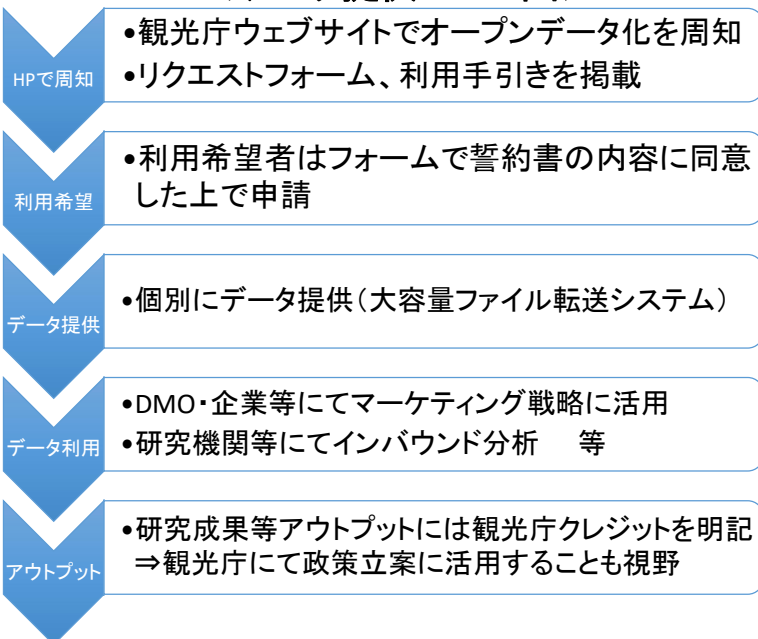 HPで周知
•観光庁ウェブサイトでオープンデータ化を周知
•リクエストフォーム、利用手引きを掲載
利用希望
•利用希望者はフォームで誓約書の内容に同意
した上で申請
データ提供
•個別にデータ提供（大容量ファイル転送システム）
データ利用
•DMO・企業等にてマーケティング戦略に活用
•研究機関等にてインバウンド分析　等
アウトプット
•研究成果等アウトプットには観光庁クレジットを明記
⇒観光庁にて政策立案に活用することも視野